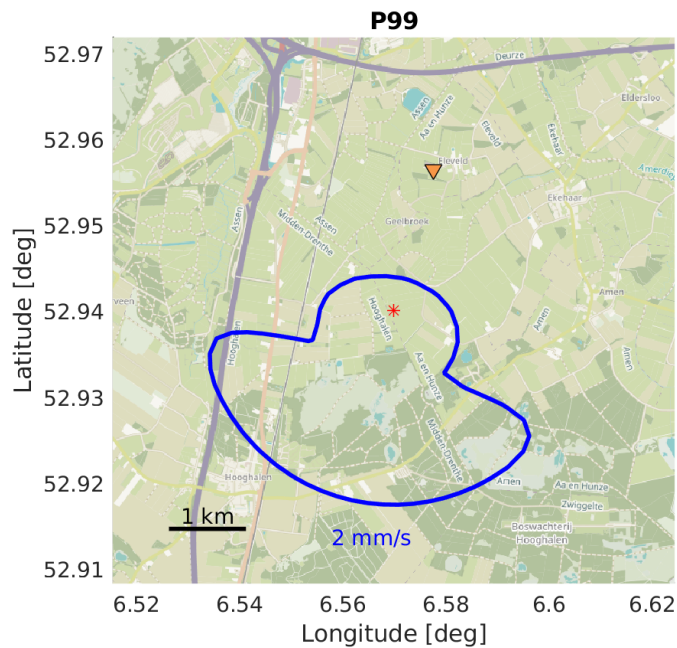 P99
52.97
52.96
52.95
52.94
52.93
52.92
52.91
Latitude [deg]
Deurze
Eldersloo
Assen
Aa en Hunze
Eleveld
Ekehaar
Eleveld
Amerdiep
Ekehaar
Assen
Assen
Midden-Drenthe
Geelbroek
Amen
Hooghalen
Amen
veen
Hooghalen
Amen
Aa en Hunze
Midden-Drenthe
Hooghalen
Amen
Aa en Hunze
Zwiggelte
1 km
2 mm/s
Boswachterij
Hooghalen
6.52
6.54
6.56
6.58
6.6
6.62
Longitude [deg]